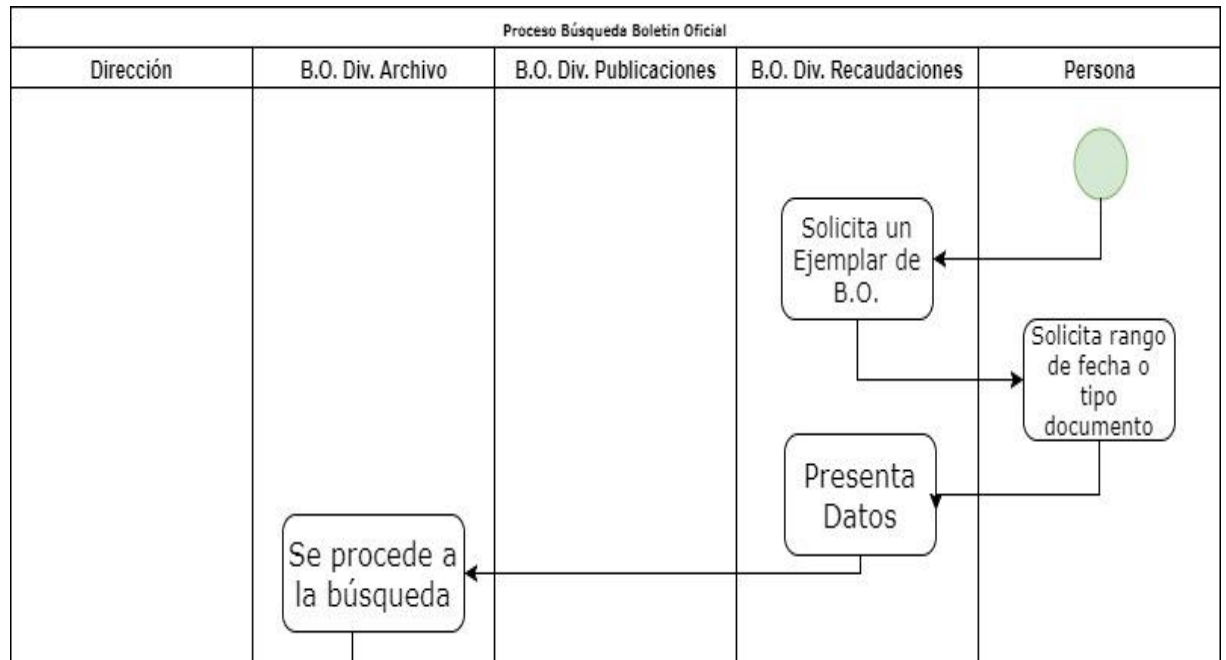 Proceso Búsqueda Boletin Oficial
Dirección
B.O. Div. Archivo
B.O. Div. Publicaciones
B.O. Div. Recaudaciones
Persona
Solicita un
Ejemplar de
B.O.
Solicita rango
de fecha o
tipo
documento
Presenta
Datos
Se procede a
la búsqueda